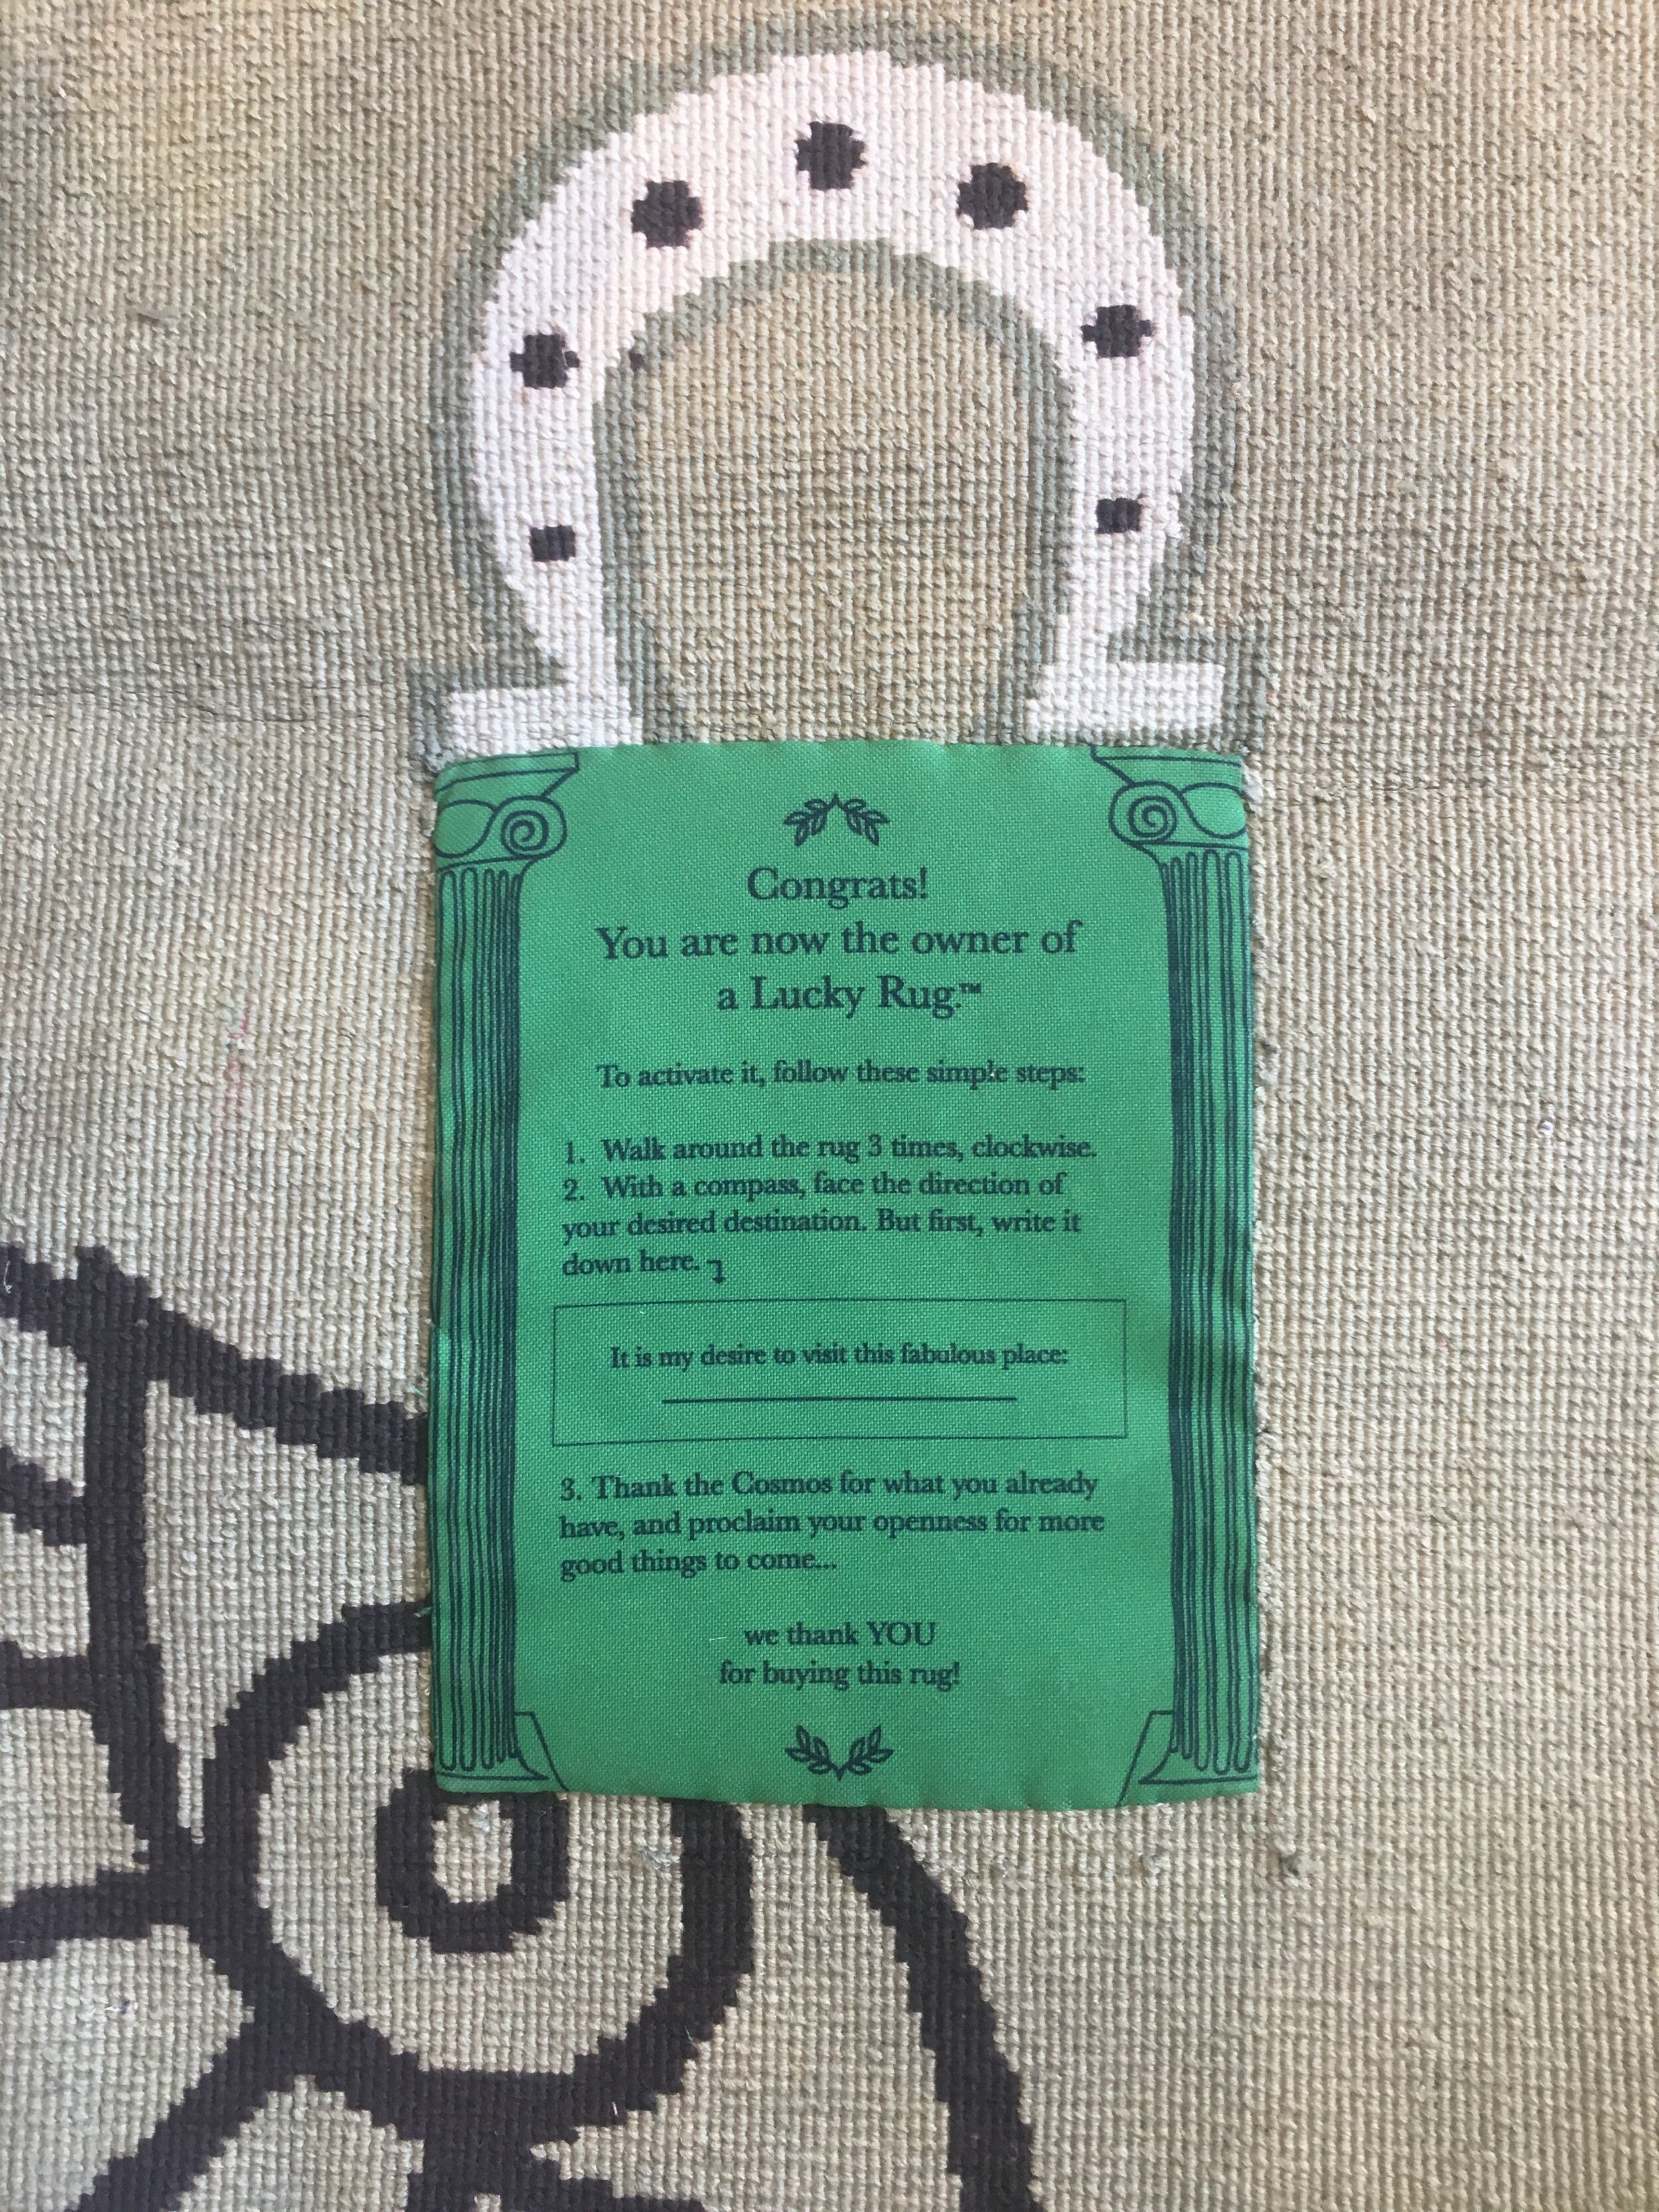 Congrats!
You are now the owner of
a Lucky Rug.™
To activate it, follow these simple steps:
1. Walk around the rug 3 times, clockwise.
2. With a compass, face the direction of
your desired destination. But first, write it
down here.
It is my desire to visit this fabulous place:
3. Thank the Cosmos for what you already
have, and proclaim your openness for more
good things to come...
we thank YOU
for buying this rug!